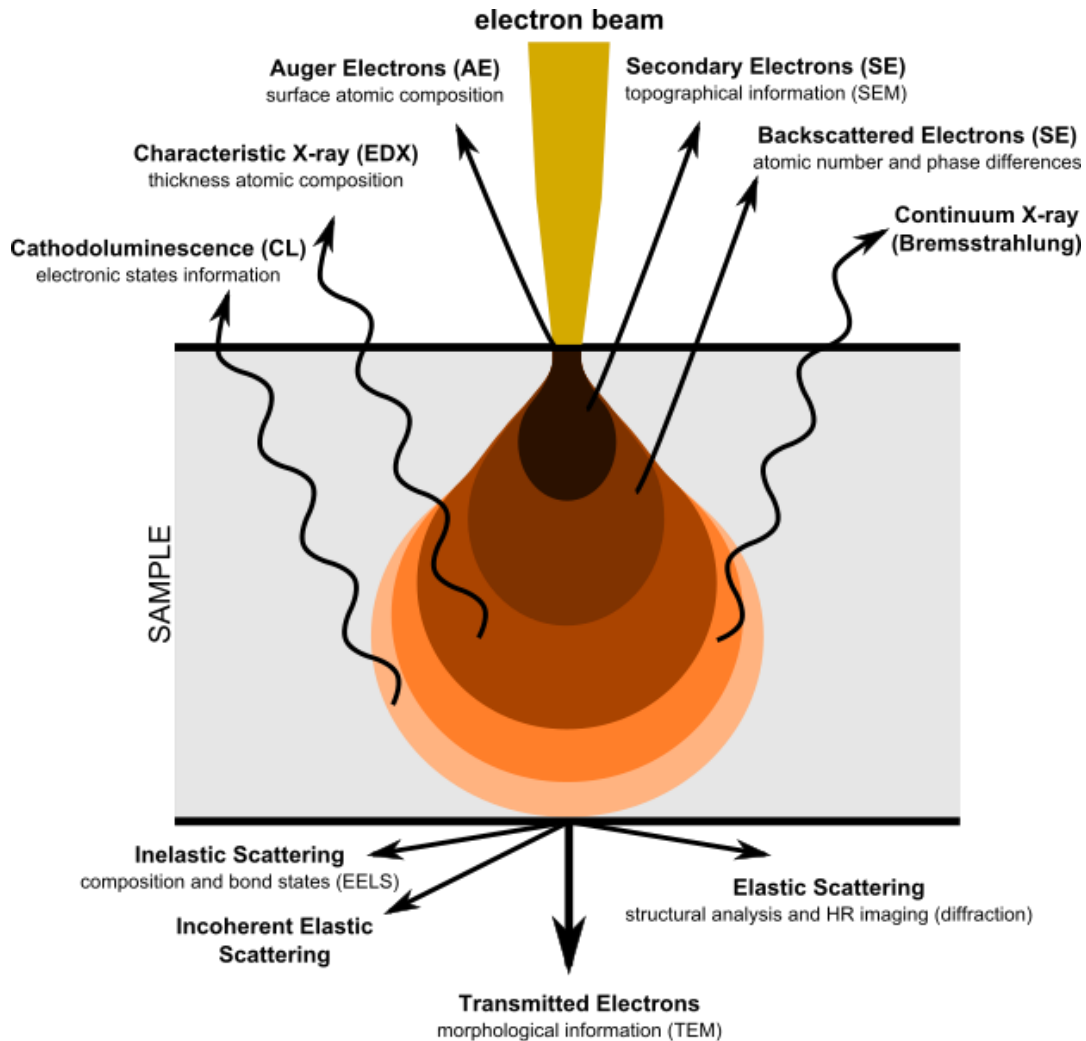 electron beam
Auger Electrons (AE)
surface atomic composition
Secondary Electrons (SE)
topographical information (SEM)
Characteristic X-ray (EDX)
thickness atomic composition
Backscattered Electrons (SE)
atomic number and phase differences
Cathodoluminescence (CL)
electronic states information
Continuum X-ray
(Bremsstrahlung)
SAMPLE
Inelastic Scattering
composition and bond states (EELS)
Incoherent Elastic
Scattering
Elastic Scattering
structural analysis and HR imaging (diffraction)
Transmitted Electrons
morphological information (TEM)